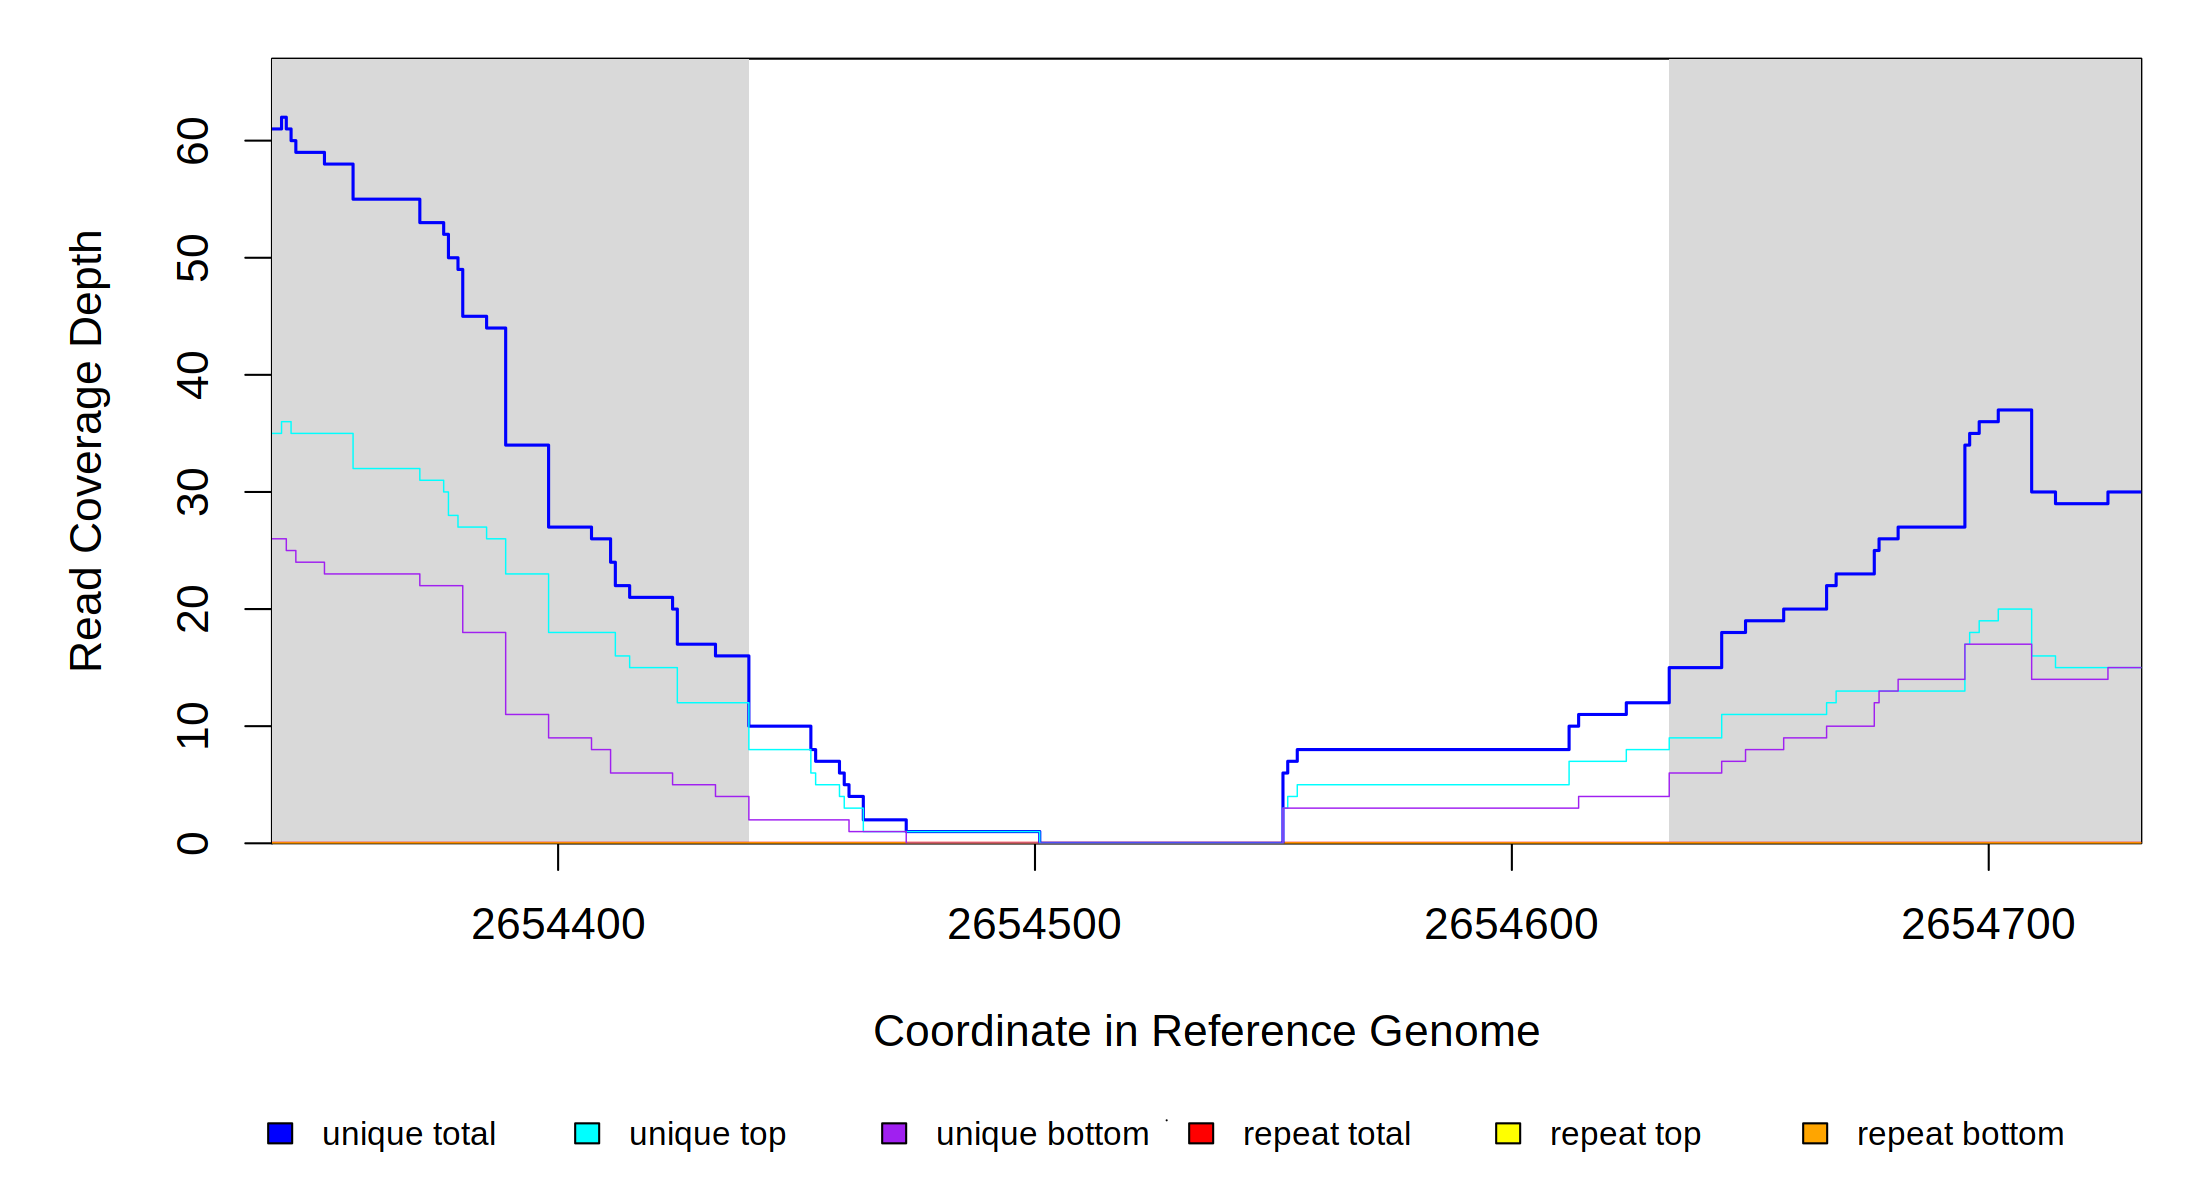 Read Coverage Depth
60
50
40
30
20
10
0
2654400 2654500 2654600 2654700
Coordinate in Reference Genome
unique total unique top unique bottom repeat total repeat top repeat bottom